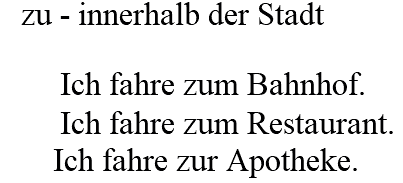 zu - innerhalb der Stadt
Ich fahre zum Bahnhof.
Ich fahre zum Restaurant.
Ich fahre zur Apotheke.